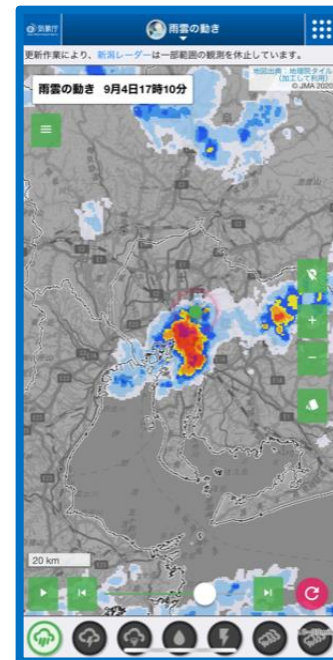 気象庁
雨雲の動き
更新作業により、新潟レーダーは一部範囲の観測を休止しています。
地図出典：地理院タイル
(加工して利用)
© JMA 2020
雨雲の動き 9月4日17時10分
20 km